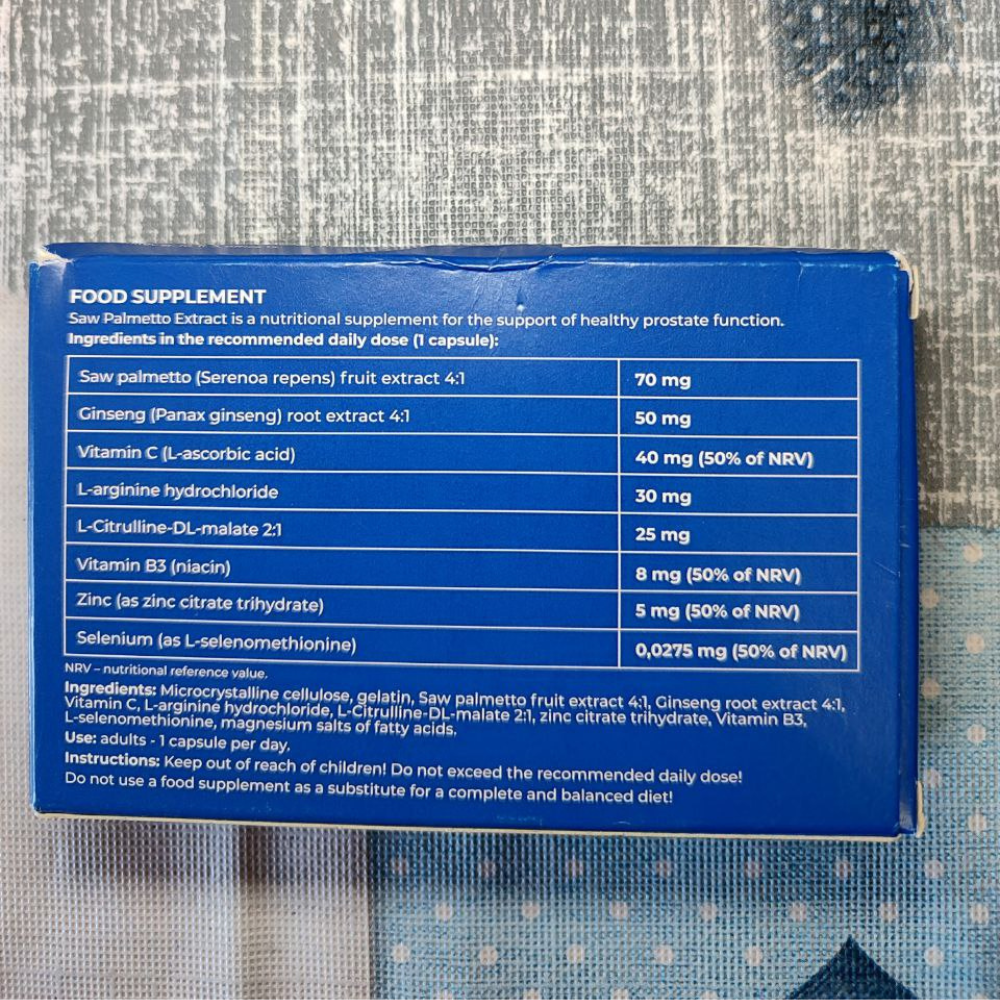 FOOD SUPPLEMENT
Saw Palmetto Extract is a nutritional supplement for the support of healthy prostate function.
Ingredients in the recommended daily dose (1 capsule):
Saw palmetto (Serenoa repens) fruit extract 4:1 70 mg
Ginseng (Panax ginseng) root extract 4:1 50 mg
Vitamin C (L-ascorbic acid) 40 mg (50% of NRV)
L-arginine hydrochloride 30 mg
L-Citrulline-DL-malate 2:1 25 mg
Vitamin B3 (niacin) 8 mg (50% of NRV)
Zinc (as zinc citrate trihydrate) 5 mg (50% of NRV)
Selenium (as L-selenomethionine) 0,0275 mg (50% of NRV)
NRV – nutritional reference value.
Ingredients: Microcrystalline cellulose, gelatin, Saw palmetto fruit extract 4:1, Ginseng root extract 4:1,
Vitamin C, L-arginine hydrochloride, L-Citrulline-DL-malate 2:1, zinc citrate trihydrate, Vitamin B3,
L-selenomethionine, magnesium salts of fatty acids.
Use: adults - 1 capsule per day.
Instructions: Keep out of reach of children! Do not exceed the recommended daily dose!
Do not use a food supplement as a substitute for a complete and balanced diet!